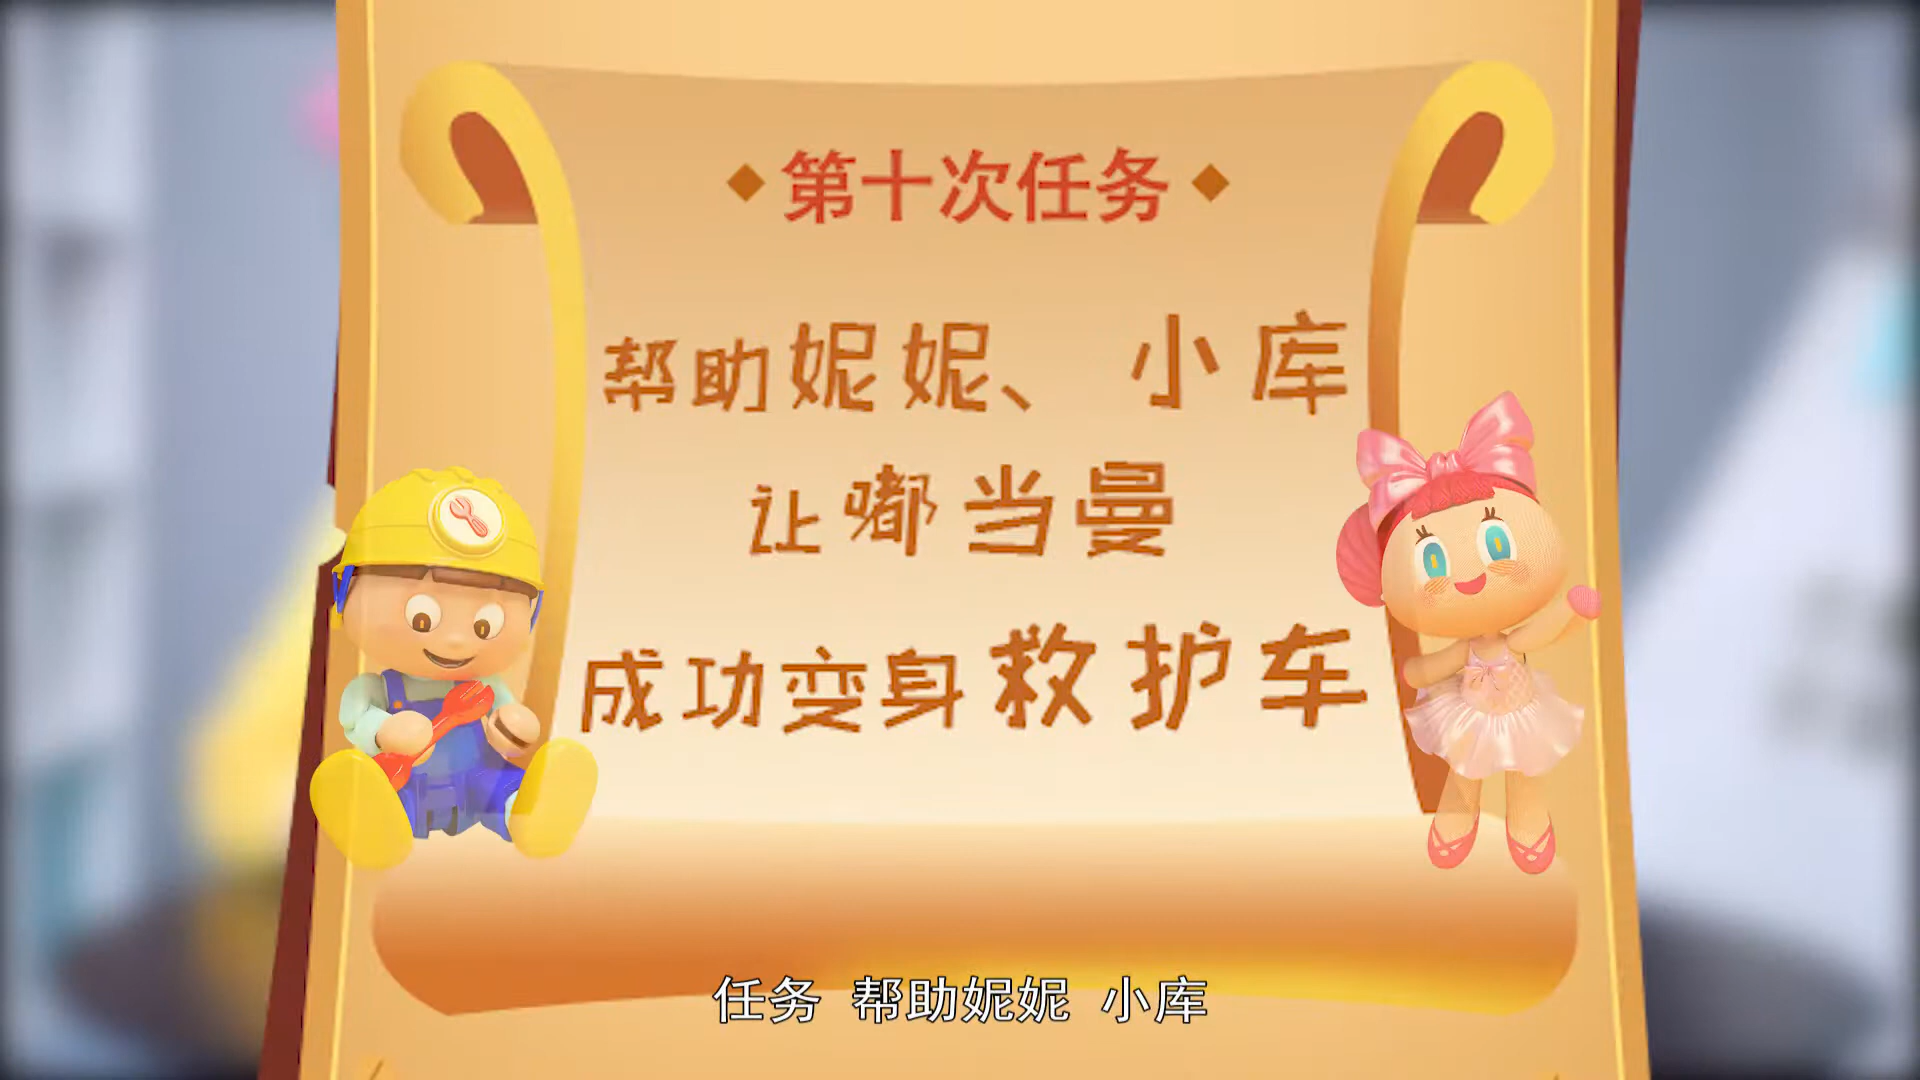 第十次任务
帮助妮妮、小库
让嘟当曼
成功变身救护车
任务 帮助妮妮 小库